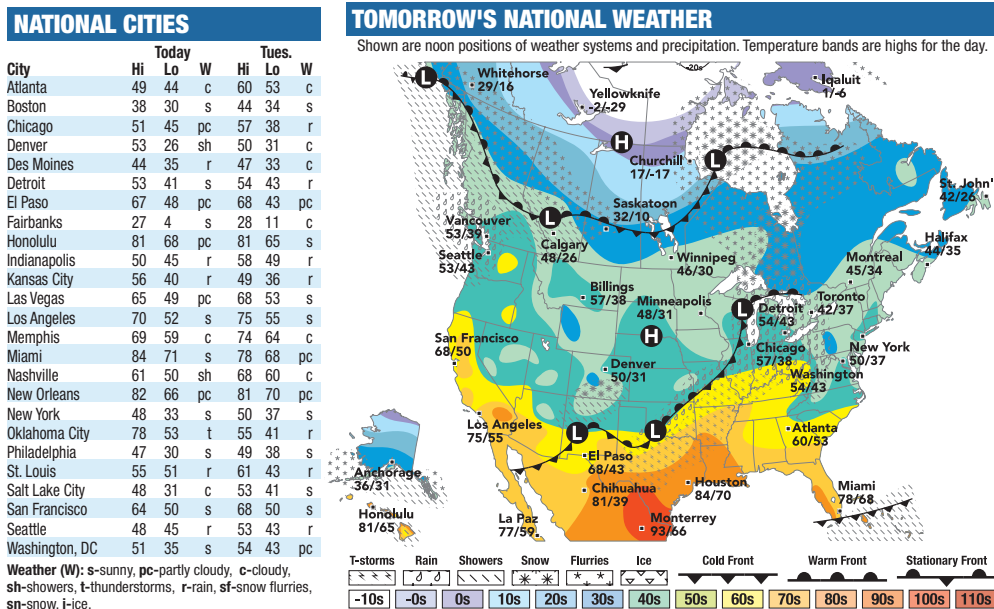 NATIONAL CITIES
Today Tues.
City Hi Lo W Hi Lo W
Atlanta 49 44 c 60 53 c
Boston 38 30 s 44 34 s
Chicago 51 45 pc 57 38 r
Denver 53 26 sh 50 31 c
Des Moines 44 35 r 47 33 c
Detroit 53 41 s 54 43 r
El Paso 67 48 pc 68 43 pc
Fairbanks 27 4 s 28 11 c
Honolulu 81 68 pc 81 65 s
Indianapolis 50 45 r 58 49 r
Kansas City 56 40 r 49 36 r
Las Vegas 65 49 pc 68 53 s
Los Angeles 70 52 s 75 55 s
Memphis 69 59 c 74 64 c
Miami 84 71 s 78 68 pc
Nashville 61 50 sh 68 60 c
New Orleans 82 66 pc 81 70 pc
New York 48 33 s 50 37 s
Oklahoma City 78 53 t 55 41 r
Philadelphia 47 30 s 49 38 s
St. Louis 55 51 r 61 43 r
Salt Lake City 48 31 c 53 41 s
San Francisco 64 50 s 68 50 s
Seattle 48 45 r 53 43 r
Washington, DC 51 35 s 54 43 pc
Weather (W): s-sunny, pc-partly cloudy, c-cloudy,
sh-showers, t-thunderstorms, r-rain, sf-snow flurries,
sn-snow, i-ice.
TOMORROW'S NATIONAL WEATHER
Shown are noon positions of weather systems and precipitation. Temperature bands are highs for the day.
-20s
L
Whitehorse
29/16
Yellowknife
-2/-29
Iqaluit
1/-6
H
Churchill
17/-17
L
St. John'
42/26
Saskatoon
32/10
L
Vancouver
53/39
Calgary
48/26
Halifax
44/35
Seattle
53/43
Winnipeg
46/30
Montreal
45/34
Billings
57/38
Minneapolis
48/31
L
Detroit
54/43
Toronto
42/37
H
San Francisco
68/50
Chicago
57/38
New York
50/37
Denver
50/31
Washington
54/43
Los Angeles
75/55
L
L
Atlanta
60/53
El Paso
68/43
Anchorage
36/31
Chihuahua
81/39
Houston
84/70
Miami
78/68
Honolulu
81/65
La Paz
77/59
Monterrey
93/66
T-storms Rain Showers Snow Flurries Ice Cold Front Warm Front Stationary Front
-10s -0s 0s 10s 20s 30s 40s 50s 60s 70s 80s 90s 100s 110s